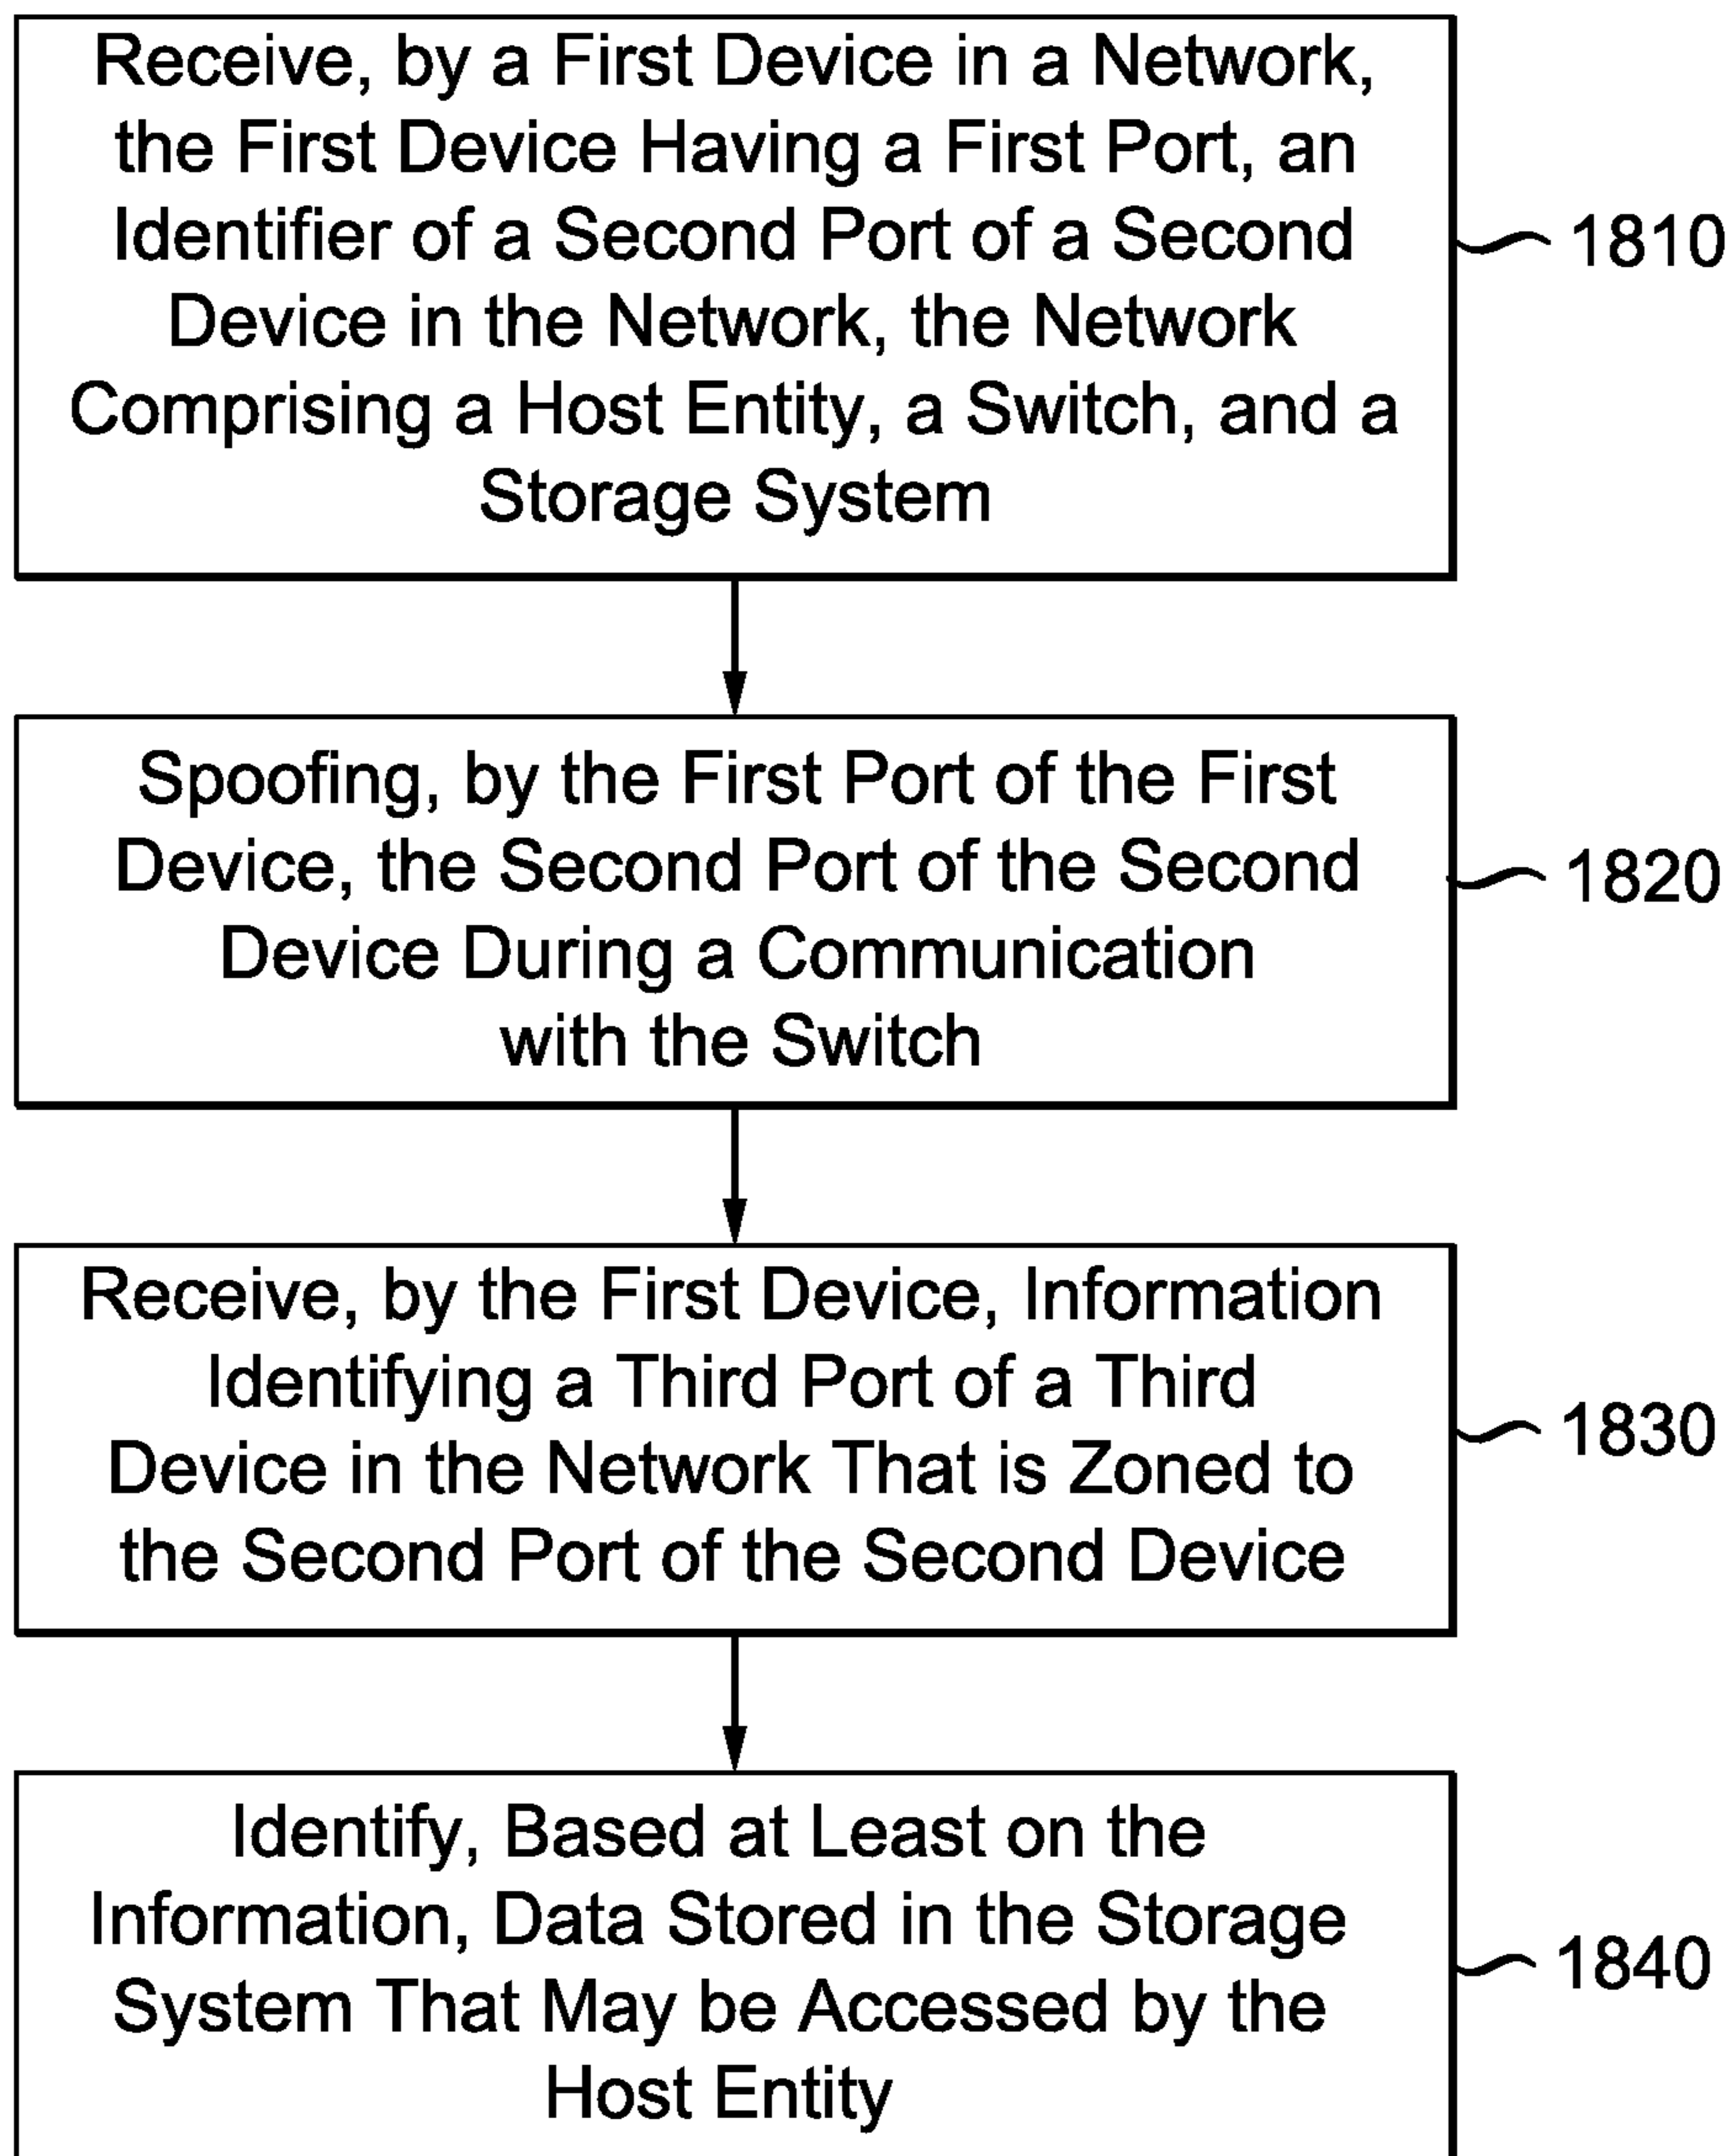 Receive, by a First Device in a Network,
the First Device Having a First Port, an
Identifier of a Second Port of a Second
Device in the Network, the Network
Comprising a Host Entity, a Switch, and a
Storage System
1810
Spoofing, by the First Port of the First
Device, the Second Port of the Second
Device During a Communication
with the Switch
1820
Receive, by the First Device, Information
Identifying a Third Port of a Third
Device in the Network That is Zoned to
the Second Port of the Second Device
1830
Identify, Based at Least on the
Information, Data Stored in the Storage
System That May be Accessed by the
Host Entity
1840